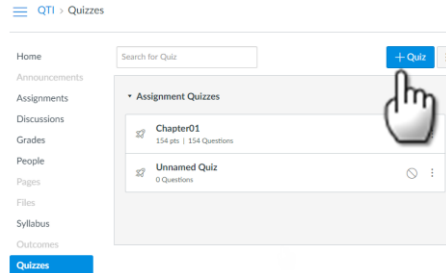 QTI > Quizzes
Home
Announcements
Assignments
Discussions
Grades
People
Pages
Files
Syllabus
Outcomes
Quizzes
Search for Quiz
+ Quiz
Assignment Quizzes
Chapter01
154 pts | 154 Questions
Unnamed Quiz
0 Questions